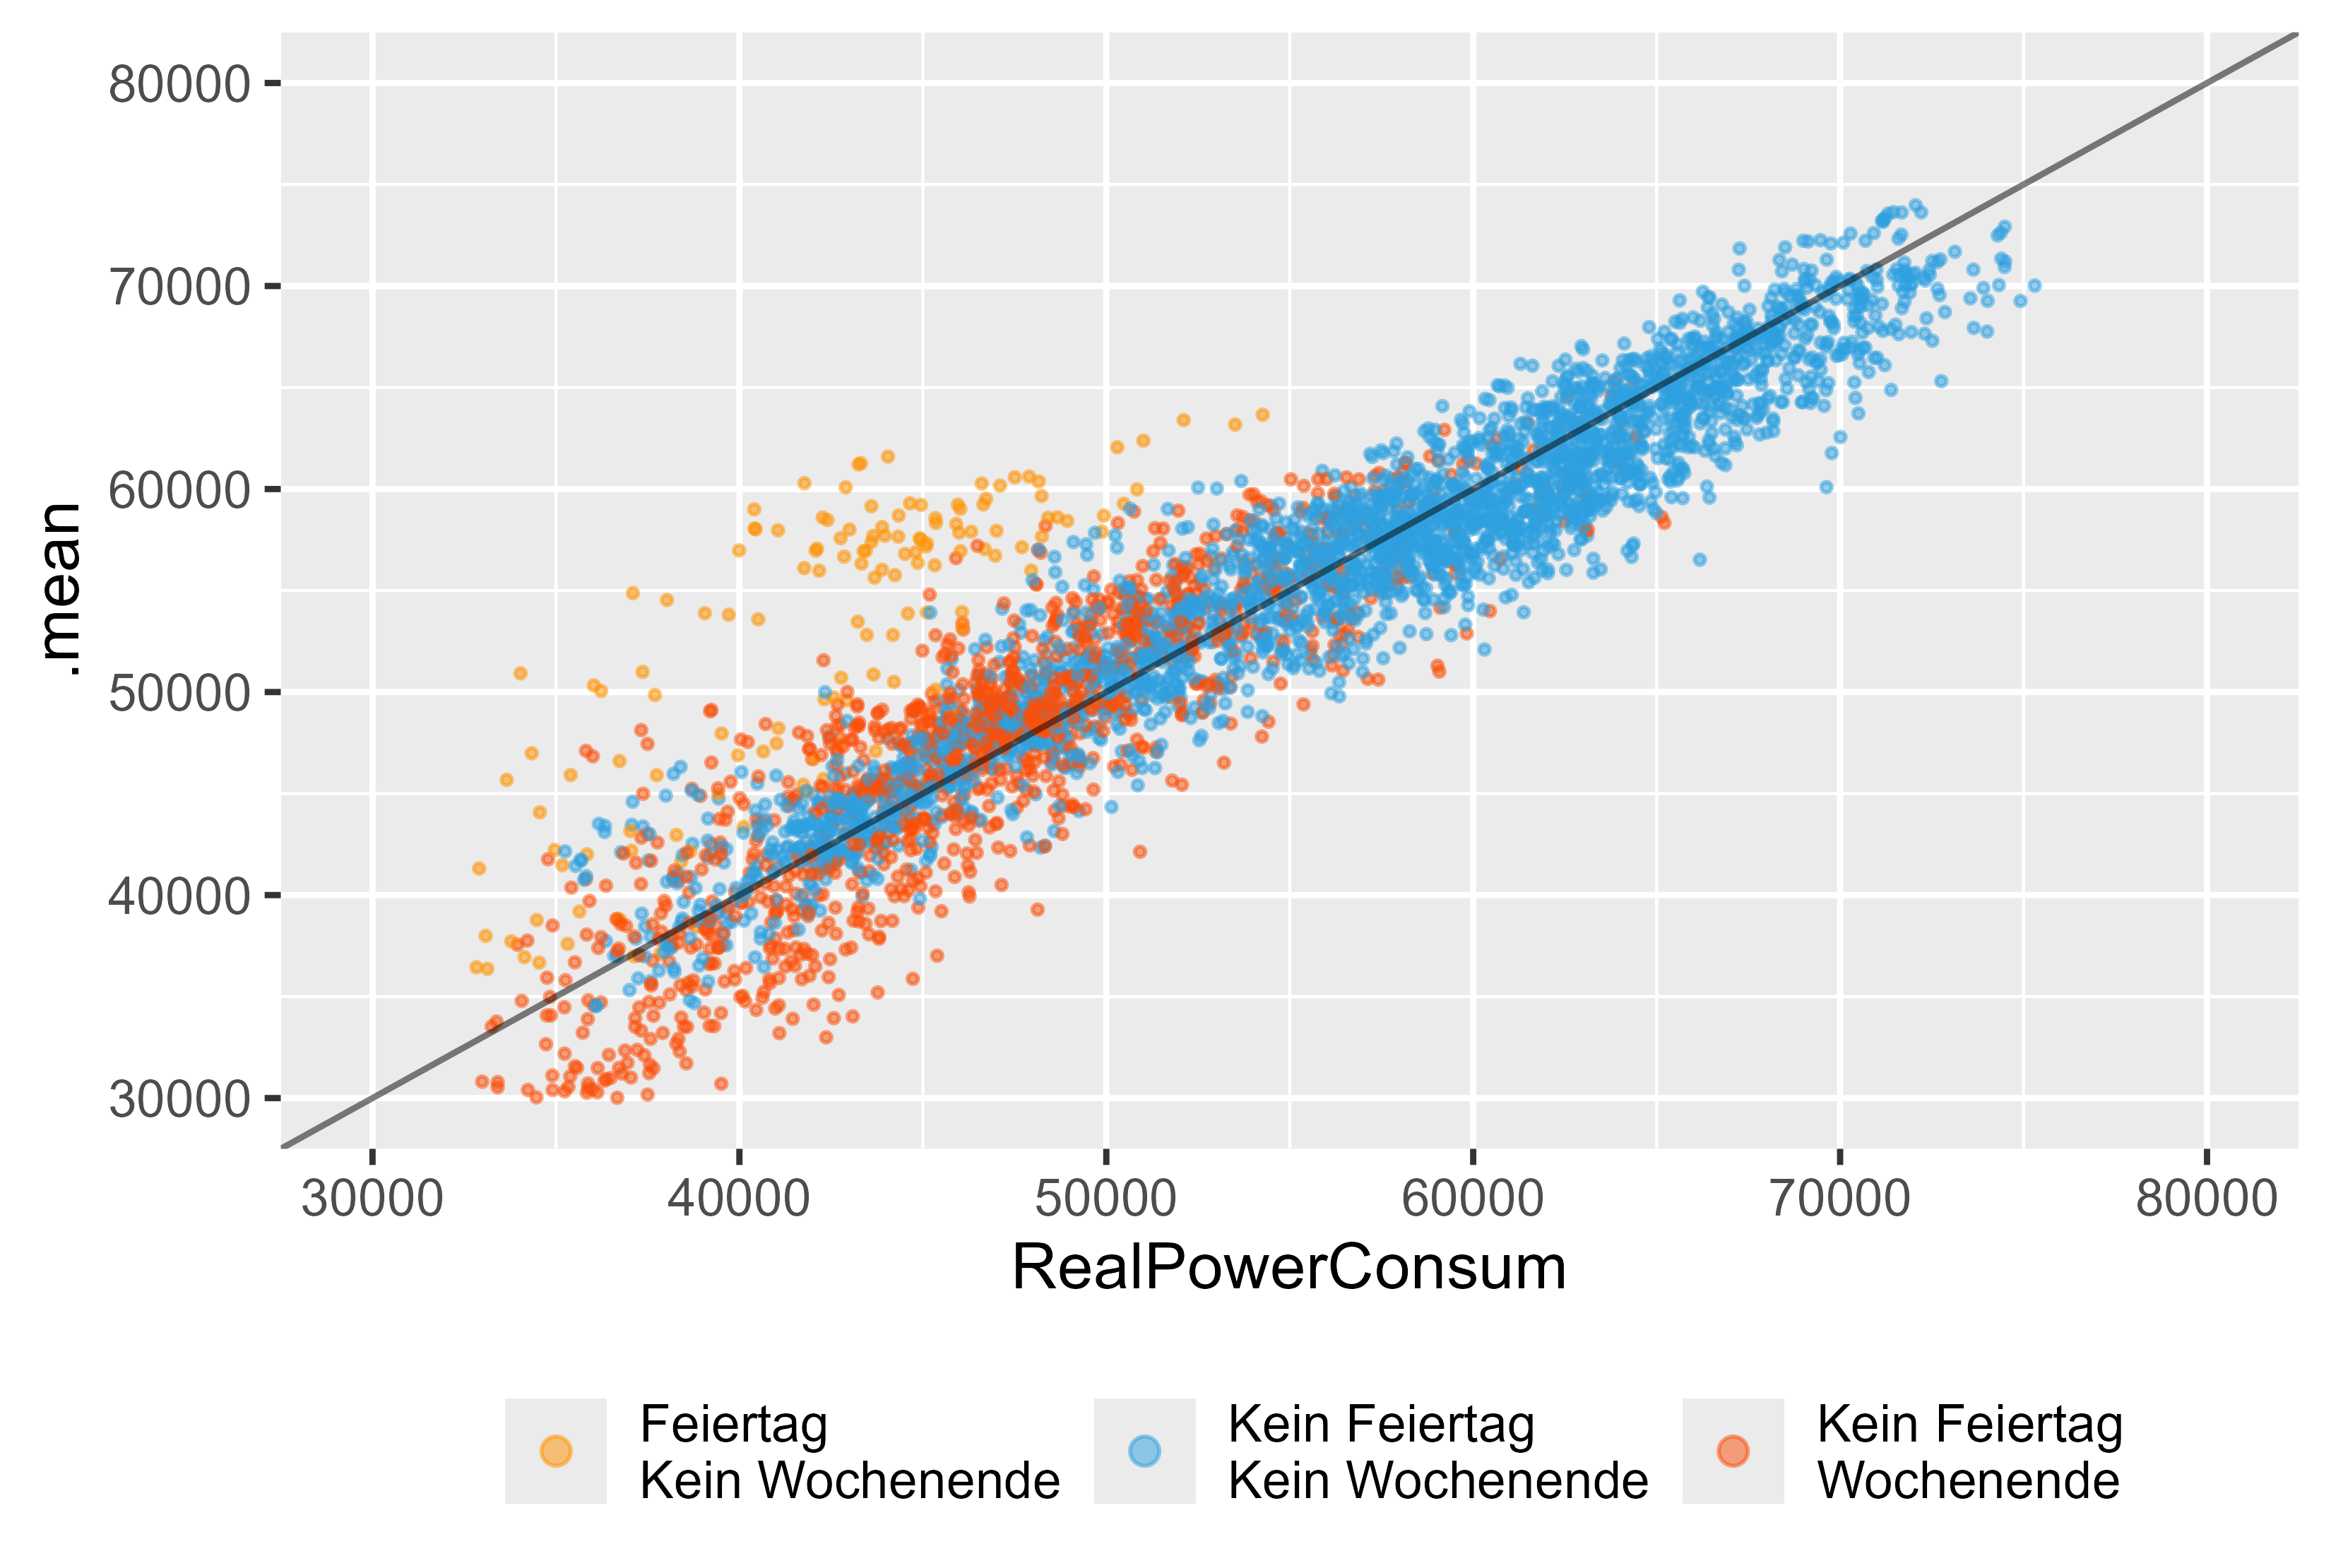 80000
70000
60000
50000
40000
30000
.mean
30000 40000 50000 60000 70000 80000
RealPowerConsum
Feiertag
Kein Wochenende
Kein Feiertag
Kein Wochenende
Kein Feiertag
Wochenende